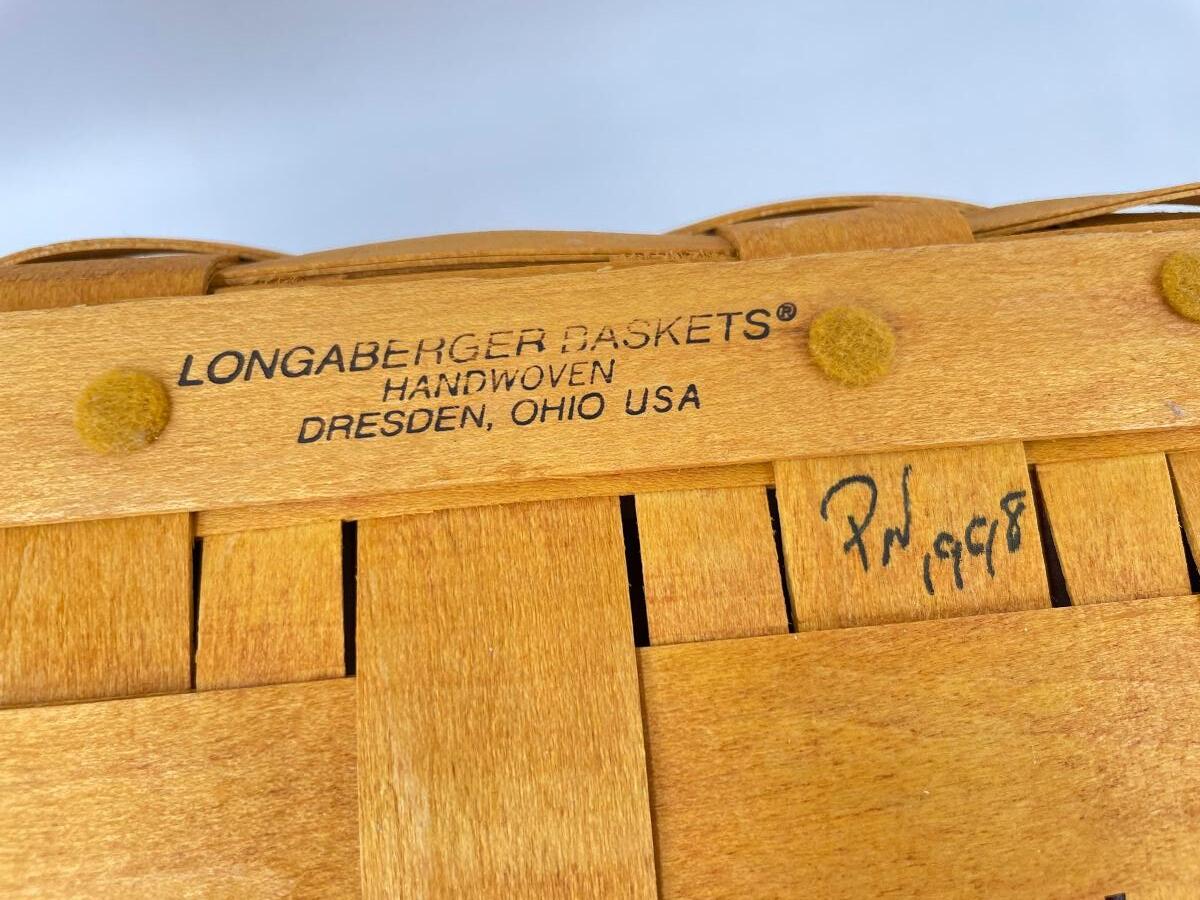 LONGABERGER BASKETS®
HANDWOVEN
DRESDEN, OHIO USA
PN 1998